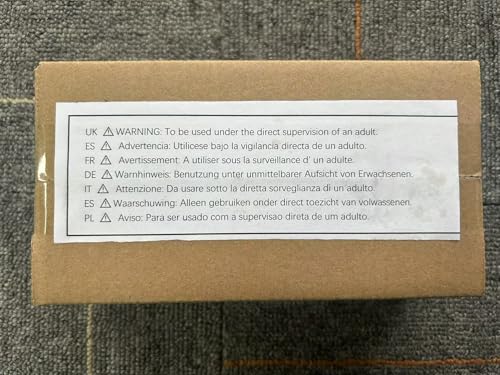 UK ⚠ WARNING: To be used under the direct supervision of an adult.
ES ⚠ Advertencia: Utilicese bajo la vigilancia directa de un adulto.
FR ⚠ Avertissement: A utiliser sous la surveillance d' un adulte.
DE ⚠ Warnhinweis: Benutzung unter unmittelbarer Aufsicht von Erwachsenen.
IT ⚠ Attenzione: Da usare sotto la diretta sorveglianza di un adulto.
ES ⚠ Waarschuwing: Alleen gebruiken onder direct toezicht van volwassenen.
PL ⚠ Aviso: Para ser usado com a supervisao direta de um adulto.